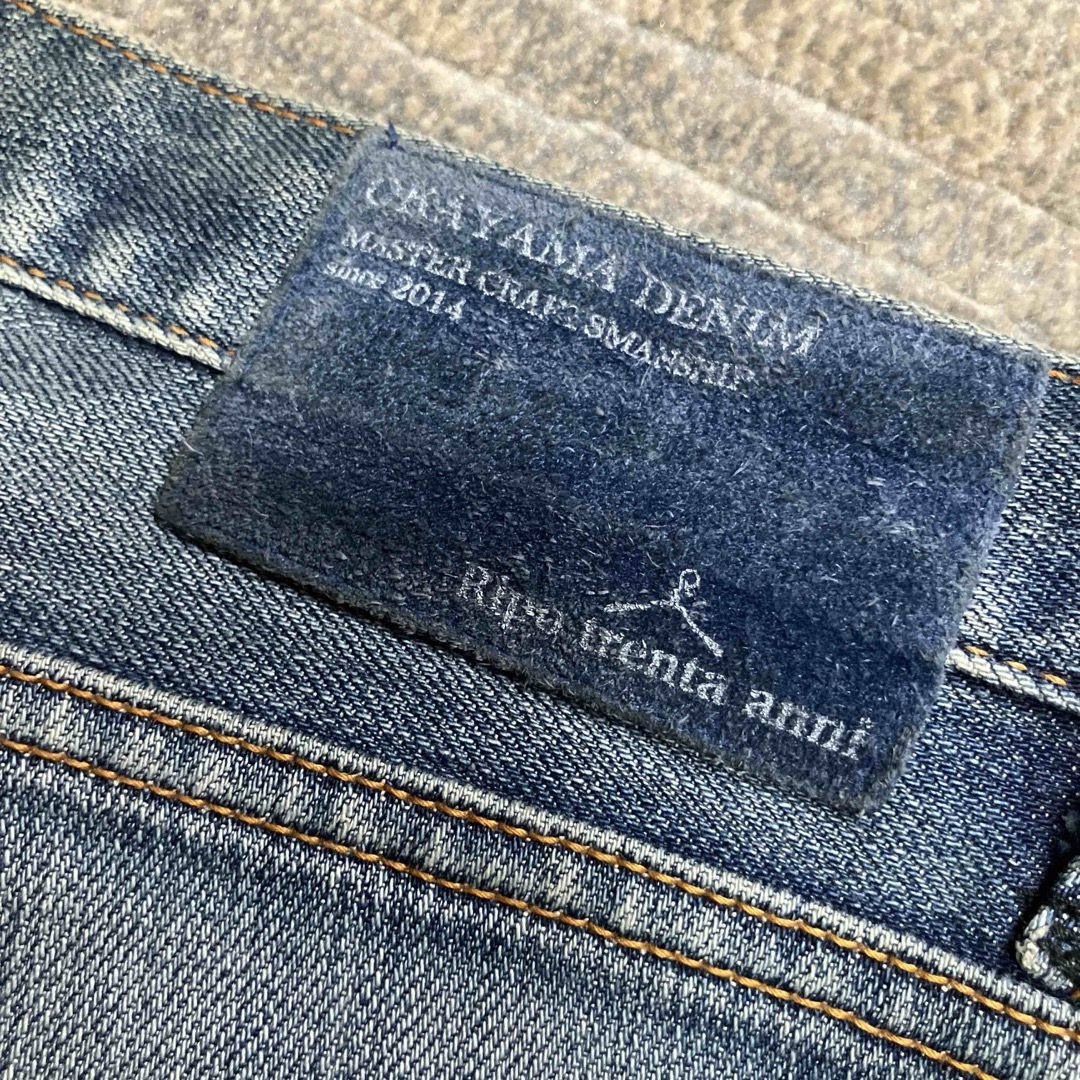 OKAYAMA DENIM
MASTER CRAFTSMANSHIP
since 2014
Ripo trenta anni